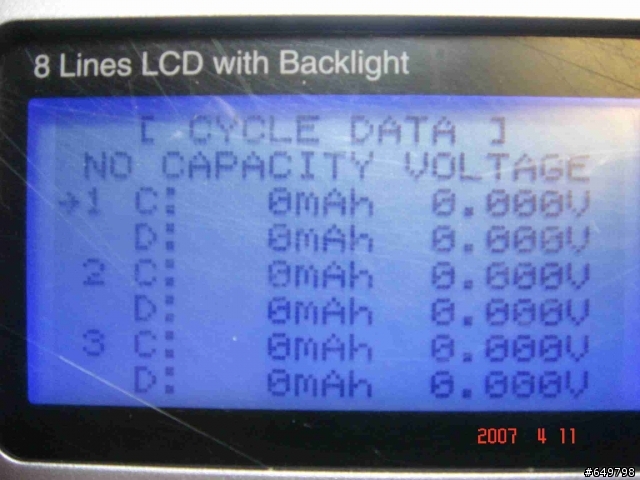 8 Lines LCD with Backlight
[ CYCLE DATA ]
NO CAPACITY VOLTAGE
→1 C: 0mAh 0.000V
D: 0mAh 0.000V
2 C: 0mAh 0.000V
D: 0mAh 0.000V
3 C: 0mAh 0.000V
D: 0mAh 0.000V
2007 4 11
#649798